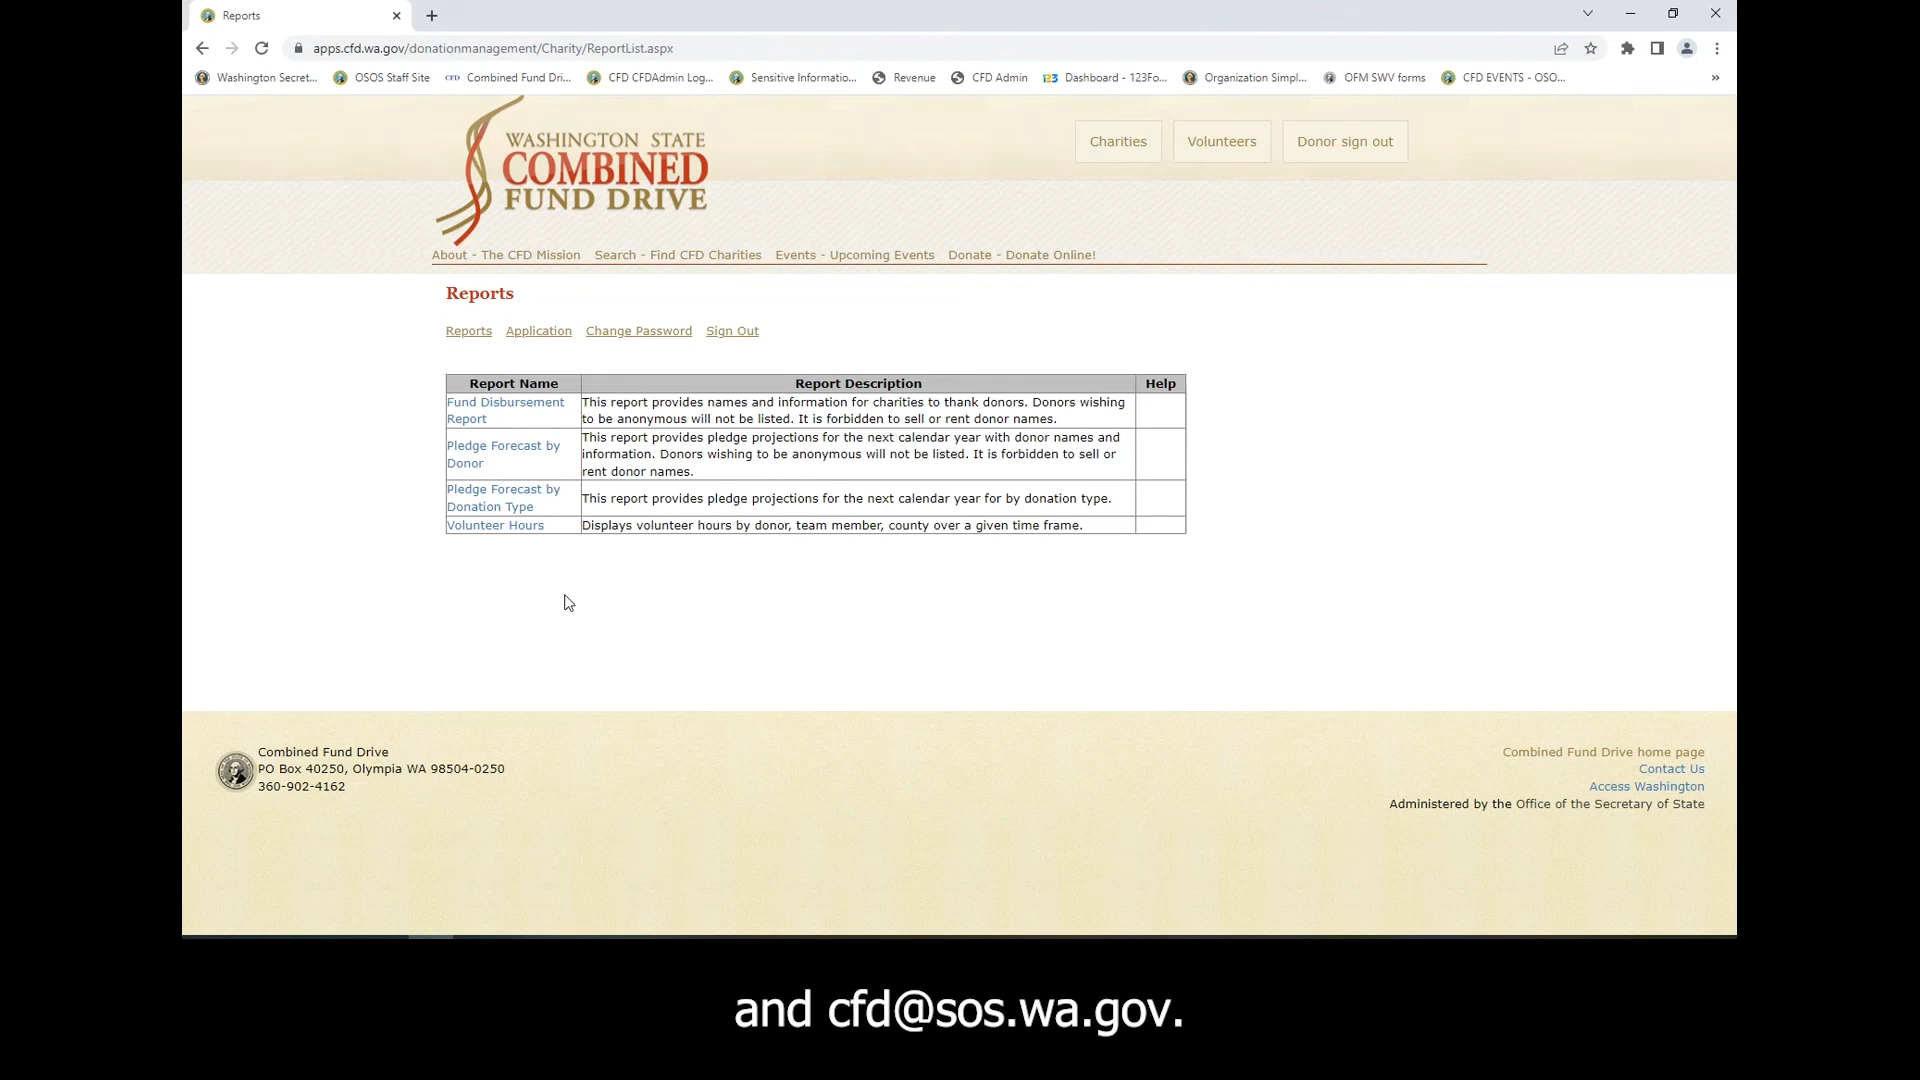 Reports
apps.cfd.wa.gov/donationmanagement/Charity/ReportList.aspx
Washington Secret... OSOS Staff Site CFD Combined Fund Dri... CFD CFDAdmin Log... Sensitive Informatio... Revenue CFD Admin 123 Dashboard - 123Fo... Organization Simpl... OFM SWV forms CFD EVENTS - OSO... »
WASHINGTON STATE
COMBINED
FUND DRIVE
Charities Volunteers Donor sign out
About - The CFD Mission Search - Find CFD Charities Events - Upcoming Events Donate - Donate Online!
Reports
Reports Application Change Password Sign Out
Report Name Report Description Help
Fund Disbursement
Report
This report provides names and information for charities to thank donors. Donors wishing
to be anonymous will not be listed. It is forbidden to sell or rent donor names.
Pledge Forecast by
Donor
This report provides pledge projections for the next calendar year with donor names and
information. Donors wishing to be anonymous will not be listed. It is forbidden to sell or
rent donor names.
Pledge Forecast by
Donation Type
This report provides pledge projections for the next calendar year for by donation type.
Volunteer Hours Displays volunteer hours by donor, team member, county over a given time frame.
Combined Fund Drive
PO Box 40250, Olympia WA 98504-0250
360-902-4162
Combined Fund Drive home page
Contact Us
Access Washington
Administered by the Office of the Secretary of State
and cfd@sos.wa.gov.